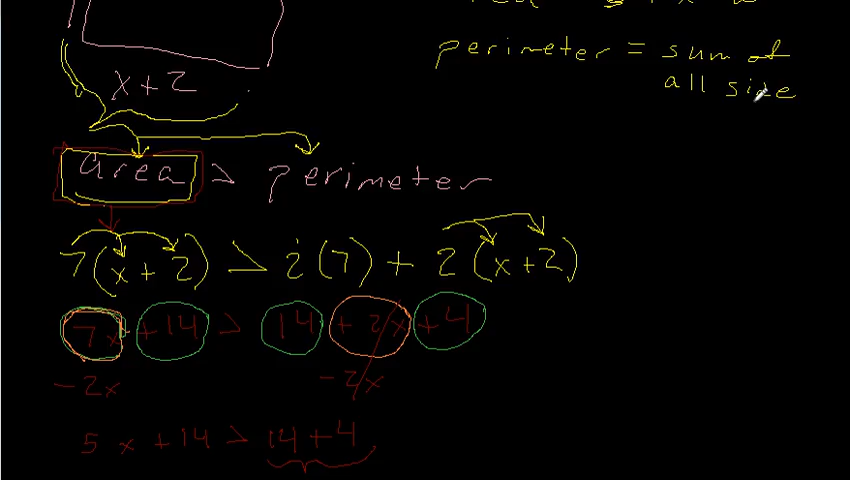 perimeter = sum of
all size
x + 2
area > perimeter
7(x + 2) > 2(7) + 2(x + 2)
7x + 14 > 14 + 2x + 4
- 2x - 2x
5x + 14 > 14 + 4